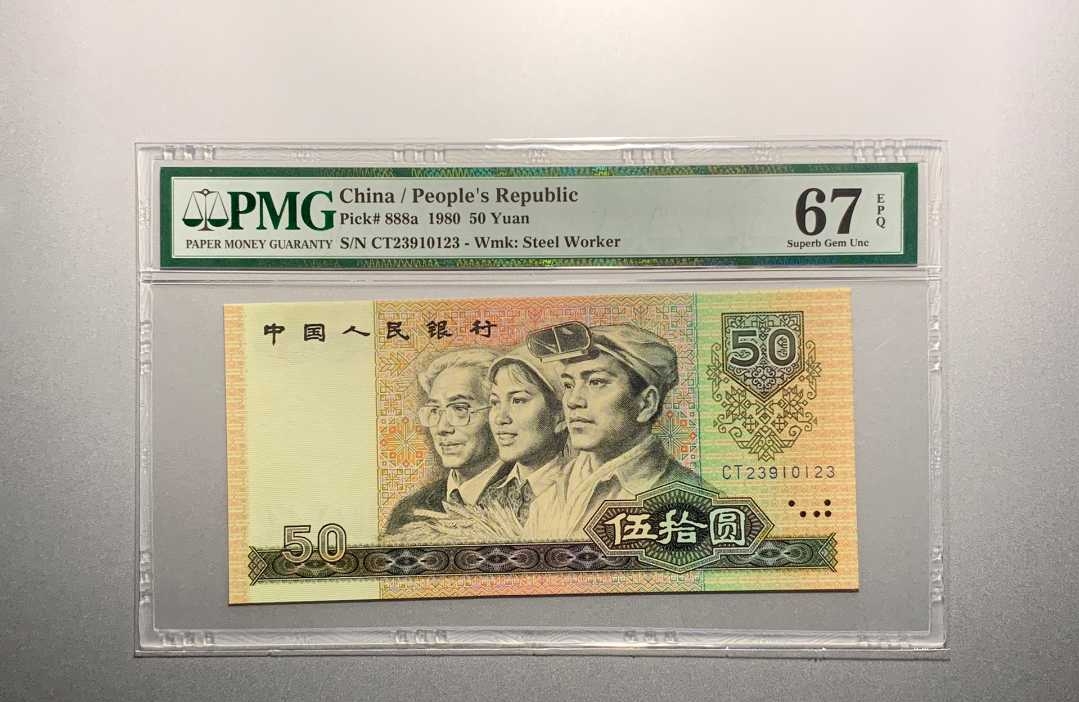 PMG
PAPER MONEY GUARANTY
China / People's Republic
Pick# 888a 1980 50 Yuan
S/N CT23910123 - Wmk: Steel Worker
67
EPQ
Superb Gem Unc
中国人民银行
50
CT23910123
50
伍拾圆